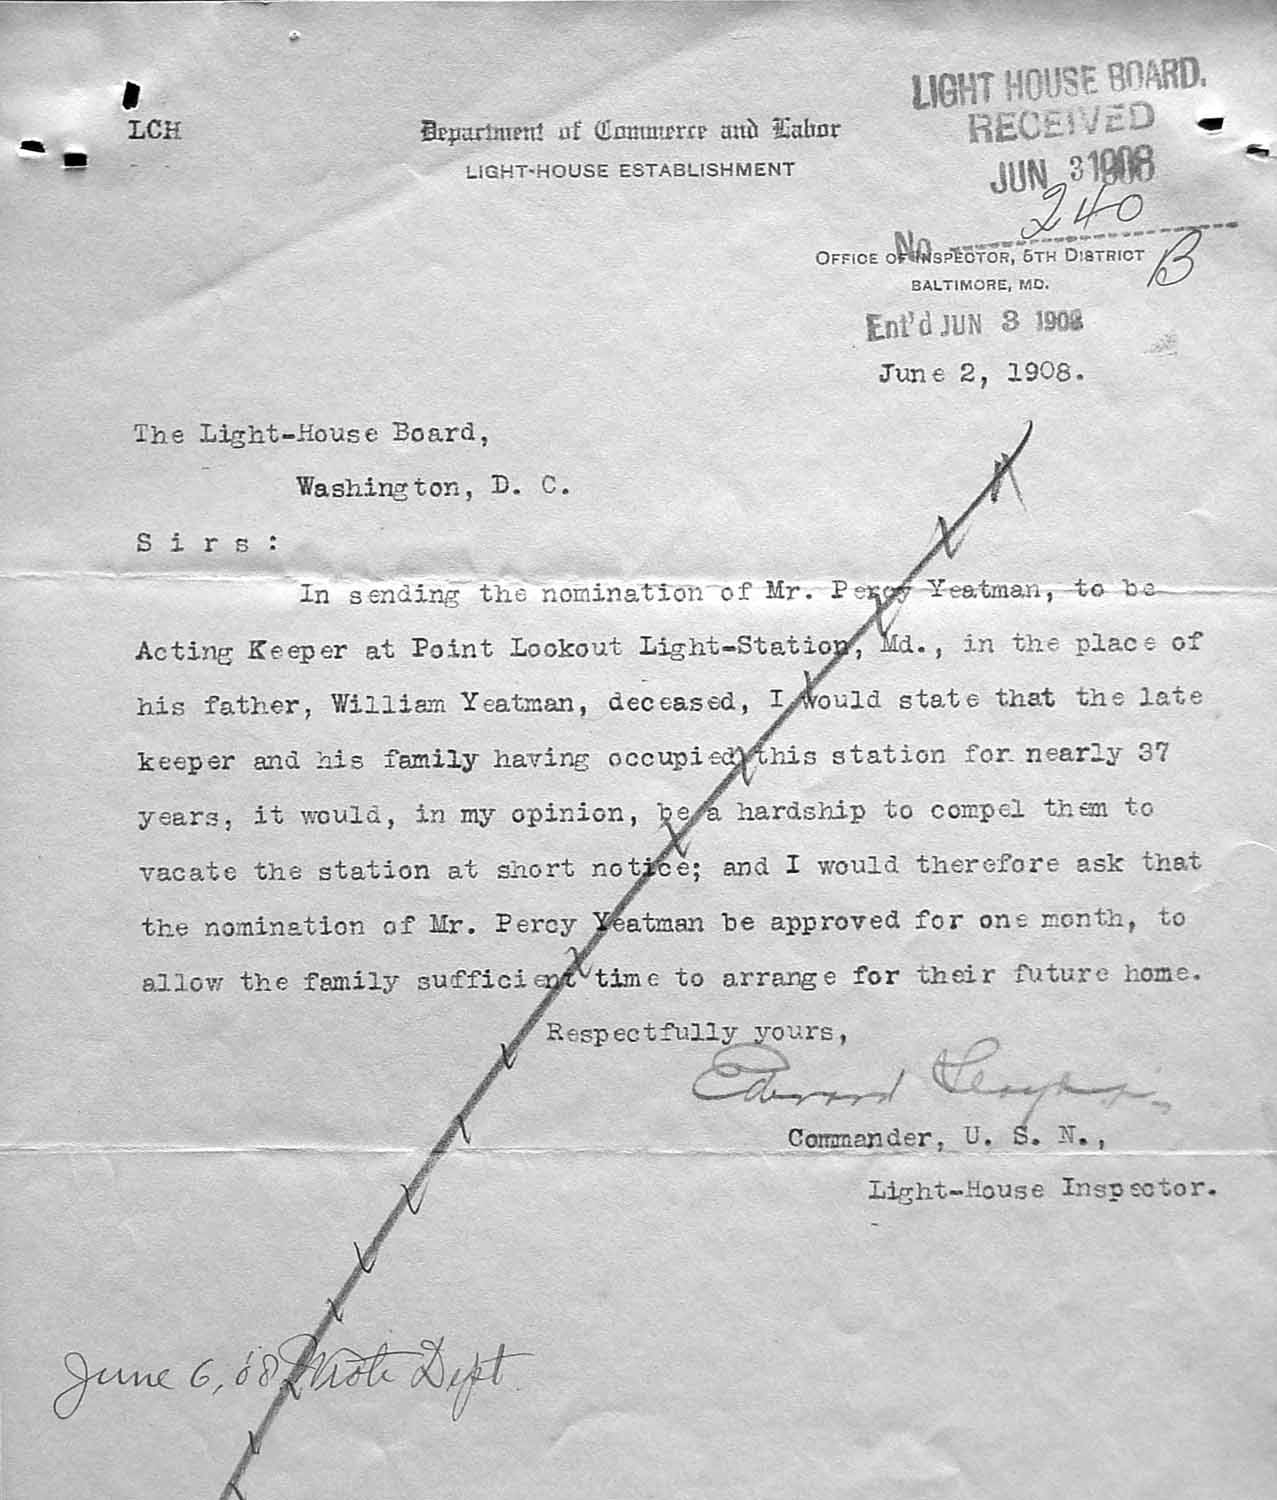 LIGHT HOUSE BOARD.
RECEIVED
JUN 3 1908
LCH
Department of Commerce and Labor
LIGHT-HOUSE ESTABLISHMENT
No. 240
OFFICE OF INSPECTOR, 5TH DISTRICT B
BALTIMORE, MD.
Ent'd JUN 3 1908
June 2, 1908.
The Light-House Board,
Washington, D. C.
S i r s :
In sending the nomination of Mr. Percy Yeatman, to be
Acting Keeper at Point Lookout Light-Station, Md., in the place of
his father, William Yeatman, deceased, I would state that the late
keeper and his family having occupied this station for nearly 37
years, it would, in my opinion, be a hardship to compel them to
vacate the station at short notice; and I would therefore ask that
the nomination of Mr. Percy Yeatman be approved for one month, to
allow the family sufficient time to arrange for their future home.
Respectfully yours,
Edward
Commander, U. S. N.,
Light-House Inspector.
June 6, '08 Wrote Dept.